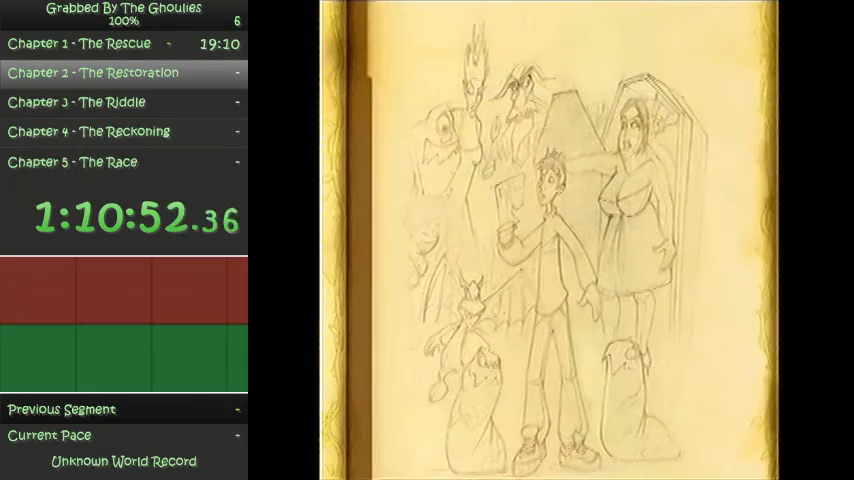 Grabbed By The Ghoulies
100% 6
Chapter 1 - The Rescue - 19:10
Chapter 2 - The Restoration -
Chapter 3 - The Riddle -
Chapter 4 - The Reckoning -
Chapter 5 - The Race -
1:10:52.36
Previous Segment -
Current Pace -
Unknown World Record